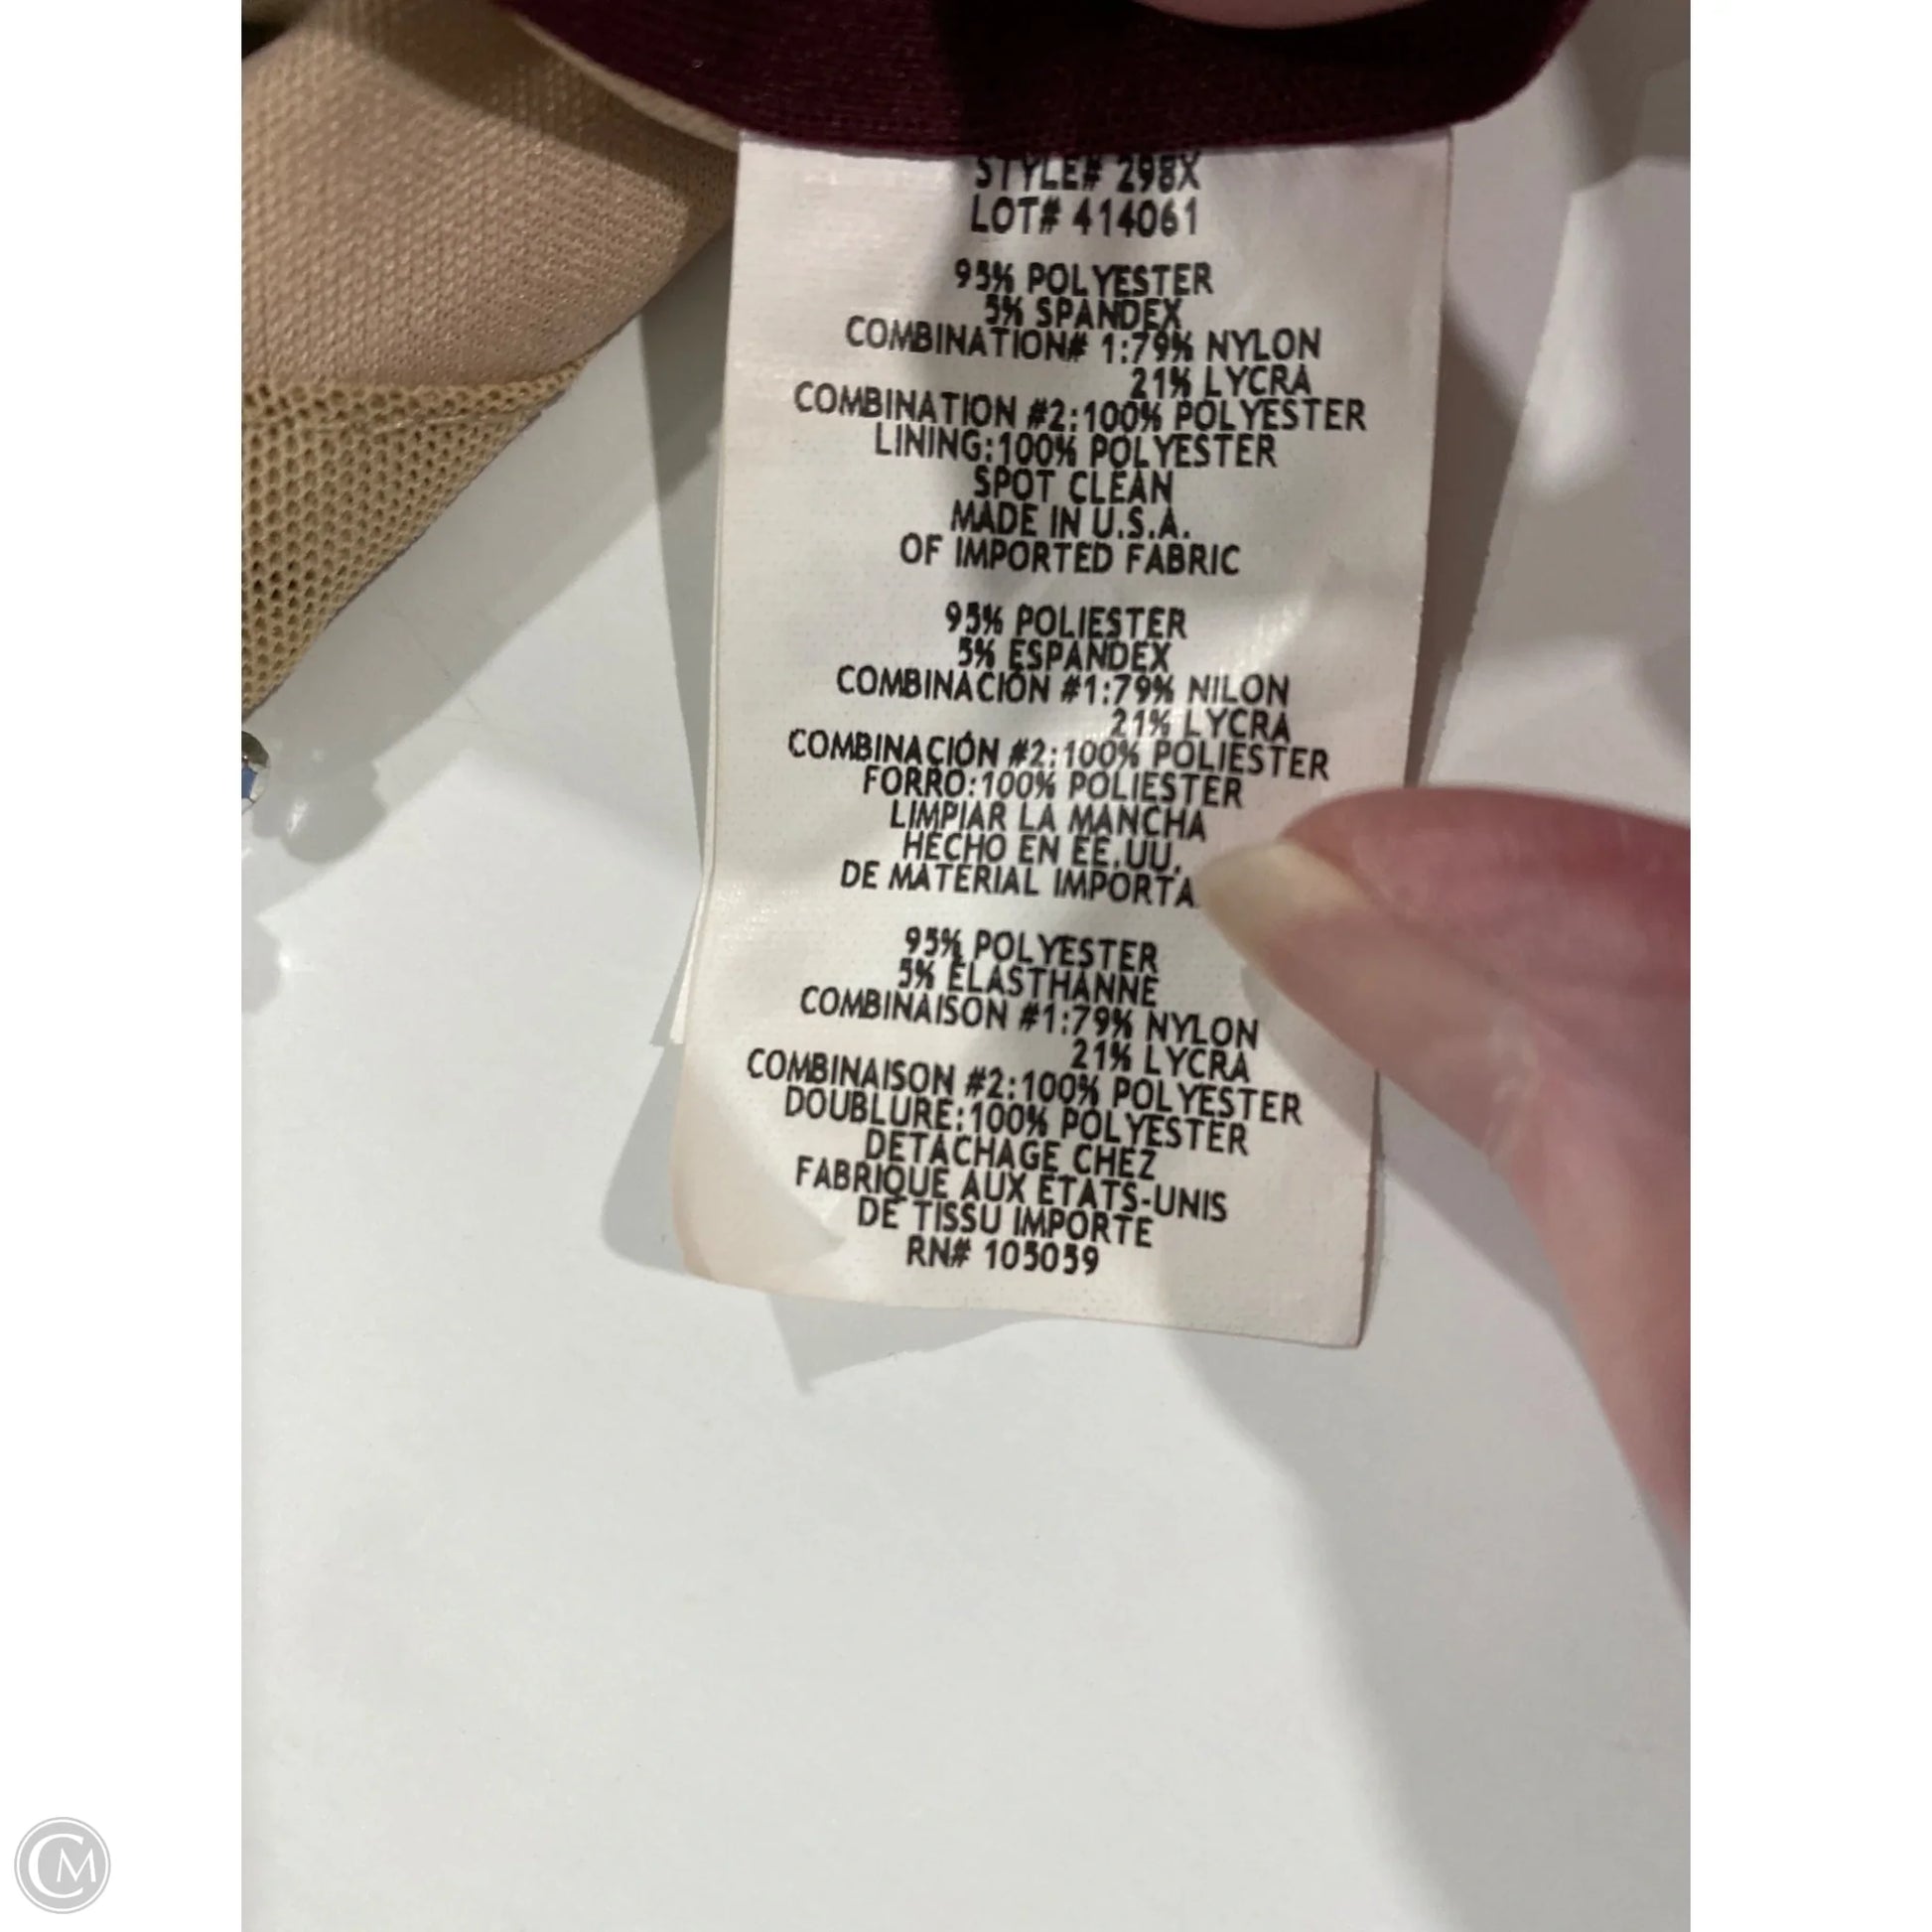 STYLE# 298X
LOT# 414061
95% POLYESTER
5% SPANDEX
COMBINATION# 1:79% NYLON
21% LYCRA
COMBINATION #2:100% POLYESTER
LINING:100% POLYESTER
SPOT CLEAN
MADE IN U.S.A.
OF IMPORTED FABRIC
95% POLIESTER
5% ESPANDEX
COMBINACIÓN #1:79% NILON
21% LYCRA
COMBINACIÓN #2:100% POLIESTER
FORRO:100% POLIESTER
LIMPIAR LA MANCHA
HECHO EN EE.UU.
DE MATERIAL IMPORTA
95% POLYESTER
5% ÉLASTHANNE
COMBINAISON #1:79% NYLON
21% LYCRA
COMBINAISON #2:100% POLYESTER
DOUBLURE:100% POLYESTER
DETACHAGE CHEZ
FABRIQUE AUX ETATS-UNIS
DE TISSU IMPORTE
RN# 105059
CM